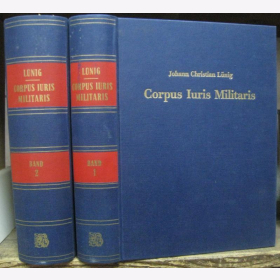 LÜNIG
CORPUS IURIS
MILITARIS
BAND
2
LÜNIG
CORPUS IURIS
MILITARIS
BAND
1
Johann Christian Lünig
Corpus Iuris Militaris